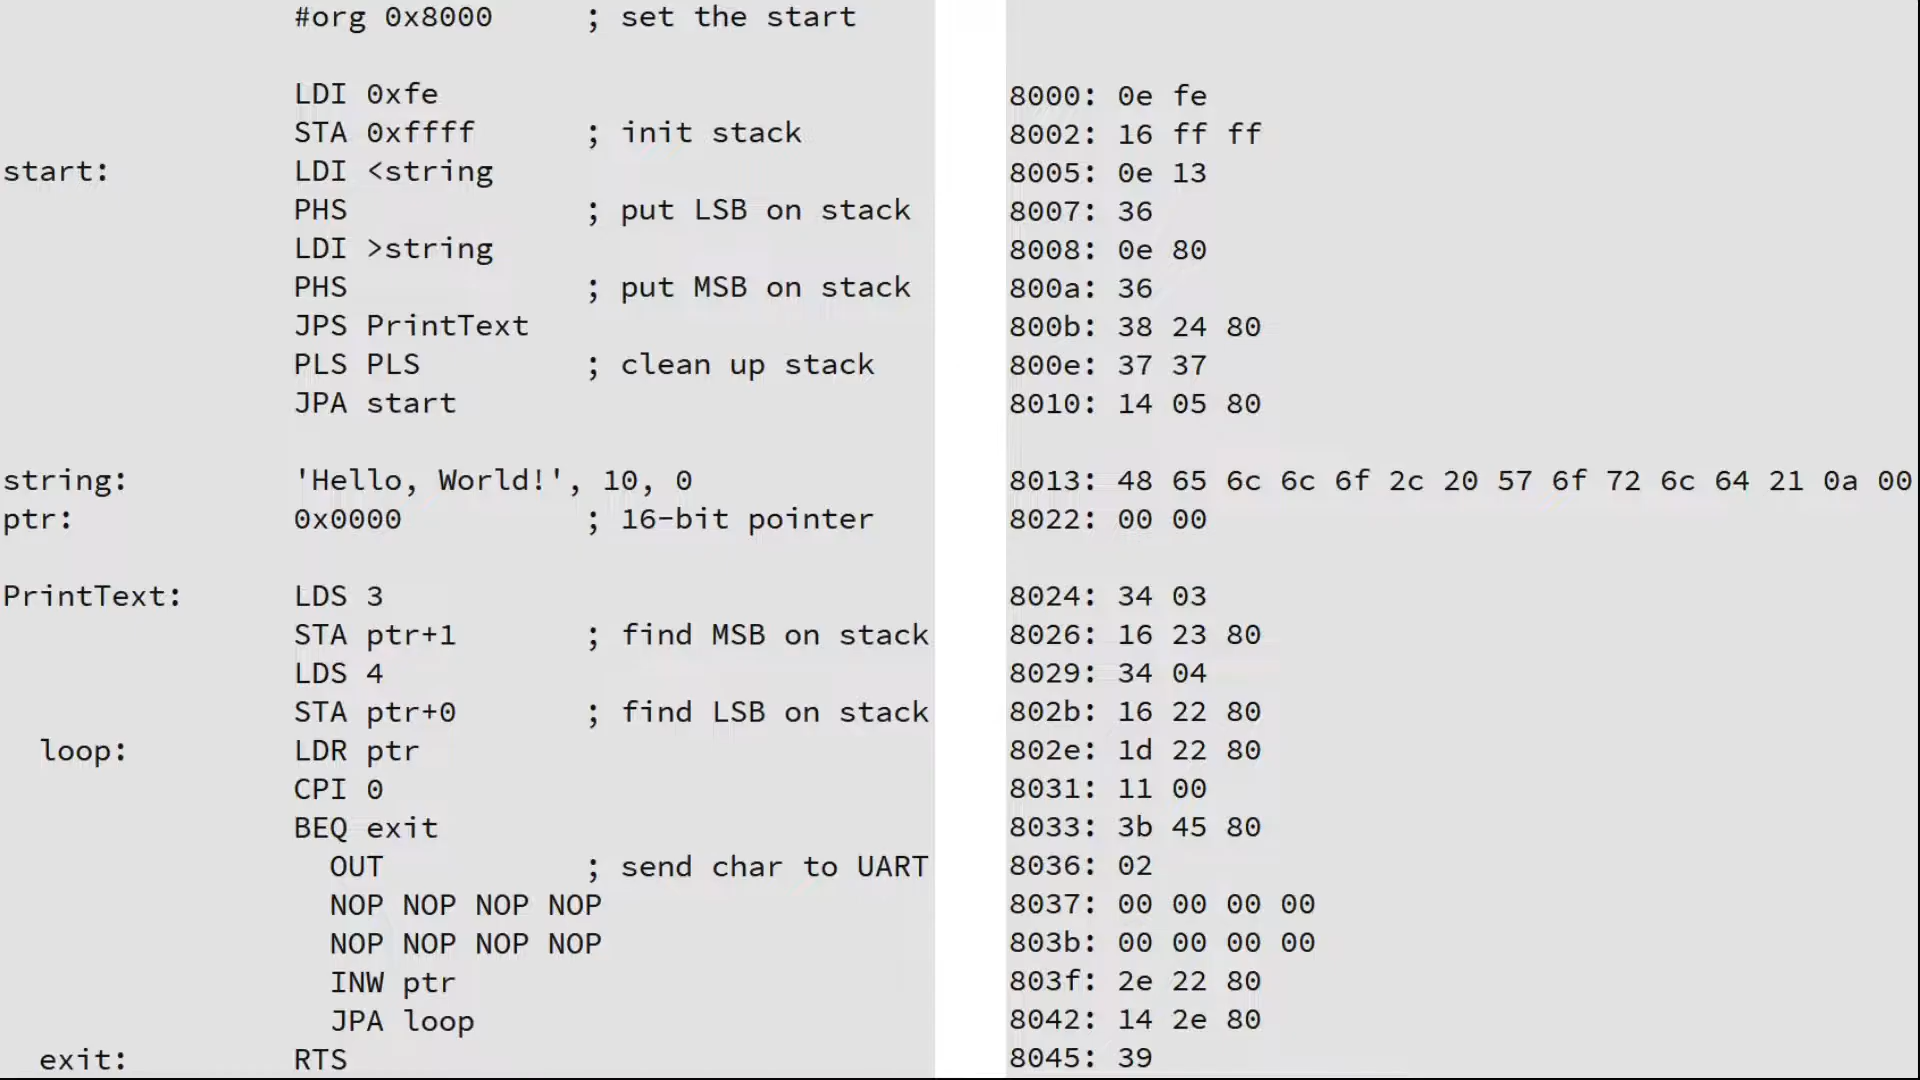 #org 0x8000 ; set the start
LDI 0xfe 8000: 0e fe
STA 0xffff ; init stack 8002: 16 ff ff
start: LDI <string 8005: 0e 13
PHS ; put LSB on stack 8007: 36
LDI >string 8008: 0e 80
PHS ; put MSB on stack 800a: 36
JPS PrintText 800b: 38 24 80
PLS PLS ; clean up stack 800e: 37 37
JPA start 8010: 14 05 80
string: 'Hello, World!', 10, 0 8013: 48 65 6c 6c 6f 2c 20 57 6f 72 6c 64 21 0a 00
ptr: 0x0000 ; 16-bit pointer 8022: 00 00
PrintText: LDS 3 8024: 34 03
STA ptr+1 ; find MSB on stack 8026: 16 23 80
LDS 4 8029: 34 04
STA ptr+0 ; find LSB on stack 802b: 16 22 80
loop: LDR ptr 802e: 1d 22 80
CPI 0 8031: 11 00
BEQ exit 8033: 3b 45 80
OUT ; send char to UART 8036: 02
NOP NOP NOP NOP 8037: 00 00 00 00
NOP NOP NOP NOP 803b: 00 00 00 00
INW ptr 803f: 2e 22 80
JPA loop 8042: 14 2e 80
exit: RTS 8045: 39